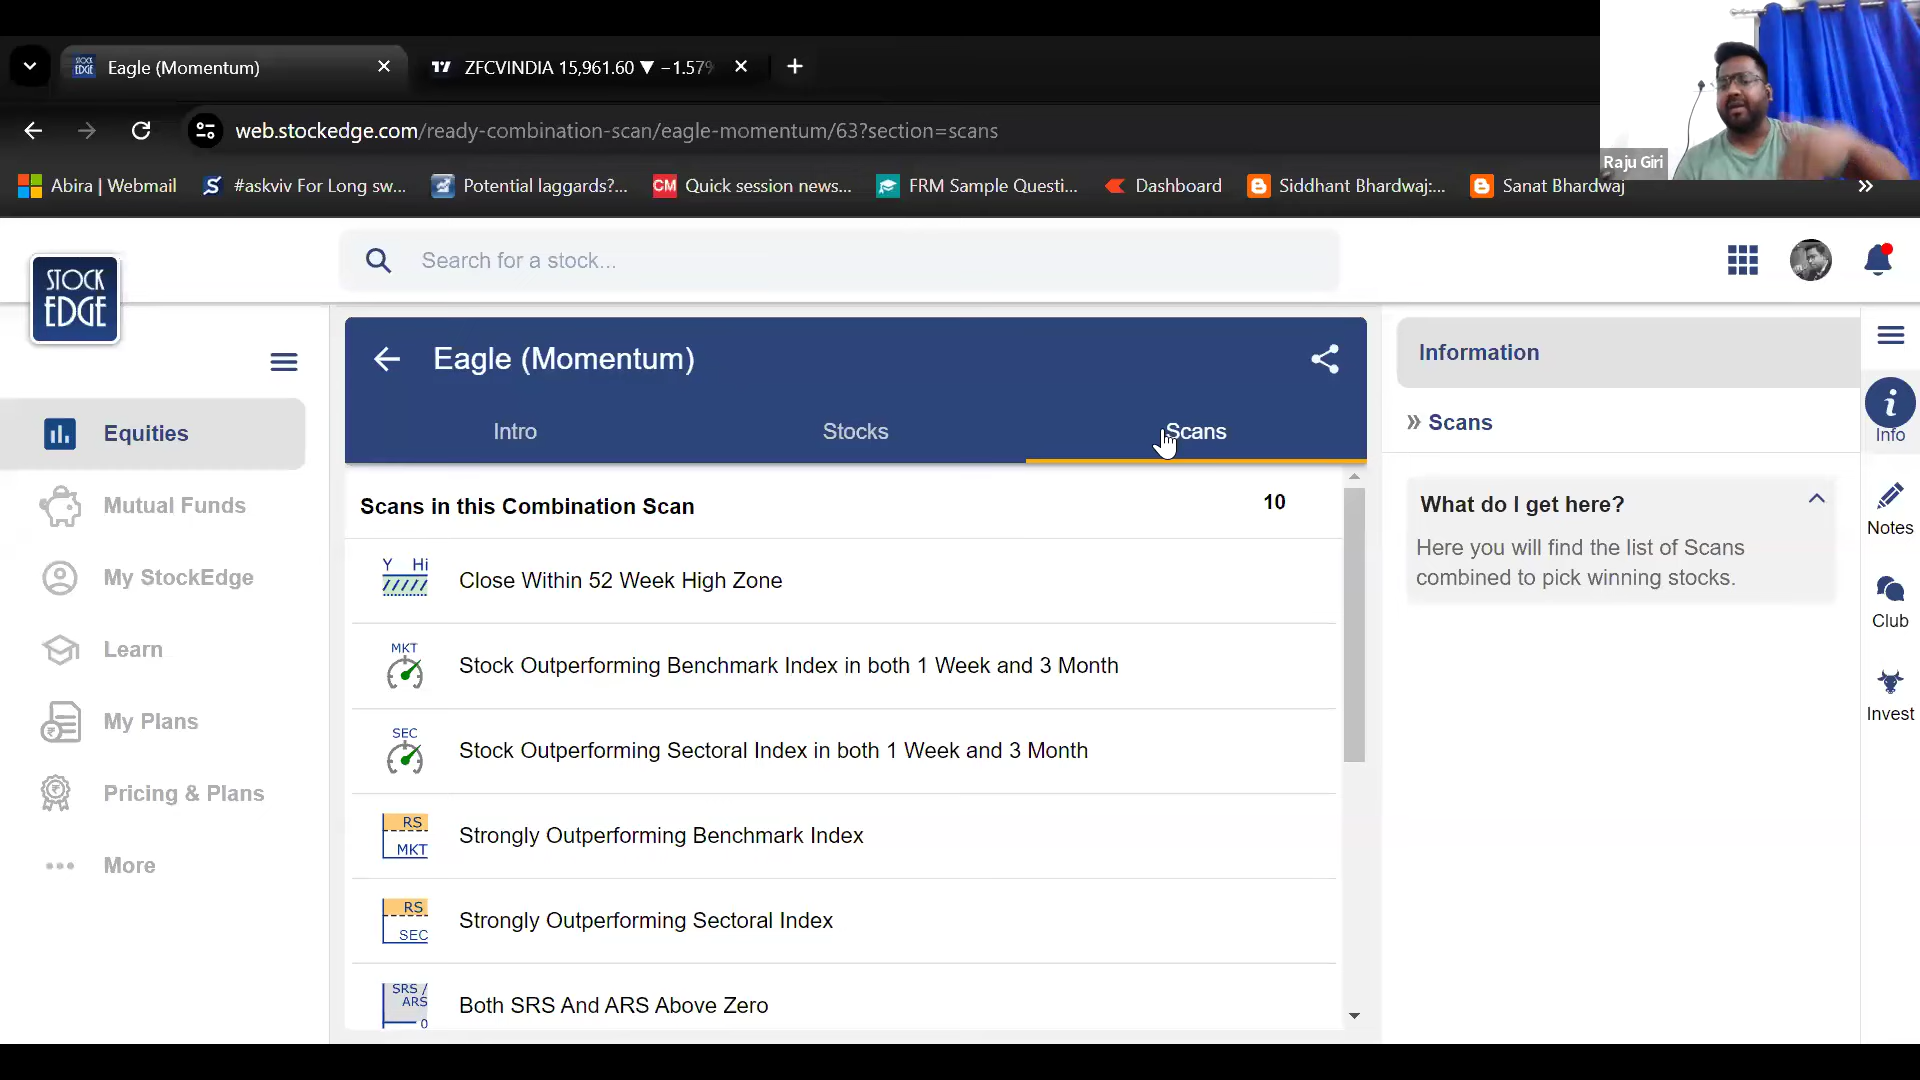 Eagle (Momentum)
ZFCVINDIA 15,961.60 ▼ −1.57%
web.stockedge.com/ready-combination-scan/eagle-momentum/63?section=scans
Raju Giri
Abira | Webmail
#askviv For Long sw...
Potential laggards?...
CM Quick session news...
FRM Sample Questi...
Dashboard
Siddhant Bhardwaj:...
Sanat Bhardwaj
STOCK
EDGE
Search for a stock...
Equities
Mutual Funds
My StockEdge
Learn
My Plans
Pricing & Plans
More
Eagle (Momentum)
Intro
Stocks
Scans
Scans in this Combination Scan
10
Y Hi
Close Within 52 Week High Zone
MKT
Stock Outperforming Benchmark Index in both 1 Week and 3 Month
SEC
Stock Outperforming Sectoral Index in both 1 Week and 3 Month
RS
MKT
Strongly Outperforming Benchmark Index
RS
SEC
Strongly Outperforming Sectoral Index
SRS /
ARS
0
Both SRS And ARS Above Zero
Information
» Scans
What do I get here?
Here you will find the list of Scans
combined to pick winning stocks.
Info
Notes
Club
Invest